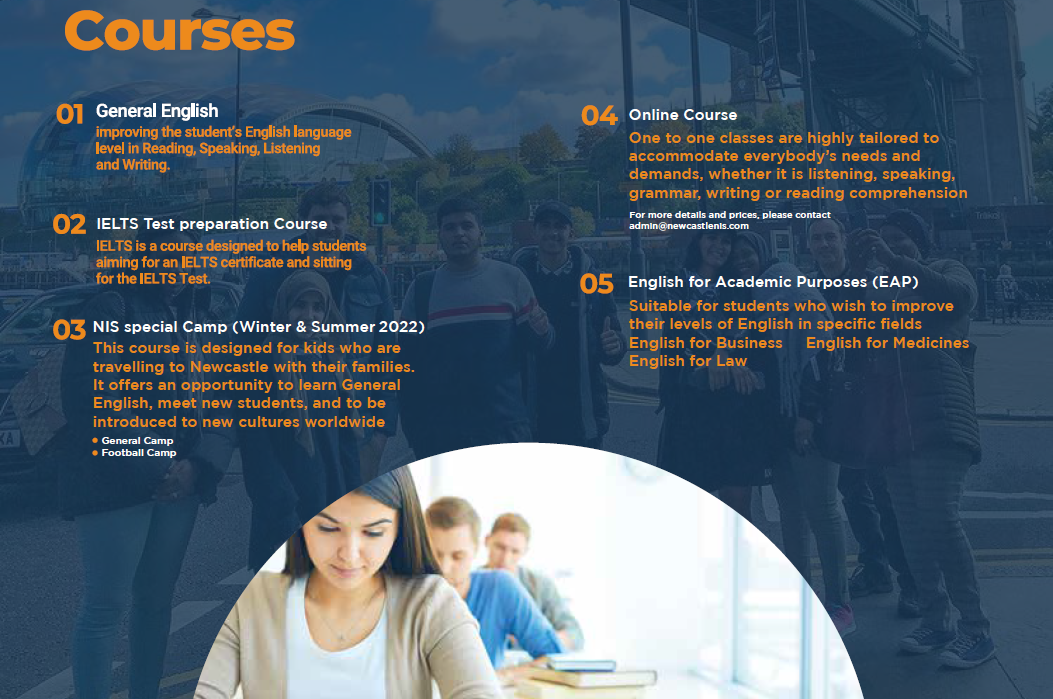 Courses
01 General English
improving the student's English language
level in Reading, Speaking, Listening
and Writing.
02 IELTS Test preparation Course
IELTS is a course designed to help students
aiming for an IELTS certificate and sitting
for the IELTS Test.
03 NIS special Camp (Winter & Summer 2022)
This course is designed for kids who are
travelling to Newcastle with their families.
It offers an opportunity to learn General
English, meet new students, and to be
introduced to new cultures worldwide
General Camp
Football Camp
04 Online Course
One to one classes are highly tailored to
accommodate everybody's needs and
demands, whether it is listening, speaking,
grammar, writing or reading comprehension
For more details and prices, please contact
admin@newcastlenis.com
05 English for Academic Purposes (EAP)
Suitable for students who wish to improve
their levels of English in specific fields
English for Business English for Medicines
English for Law